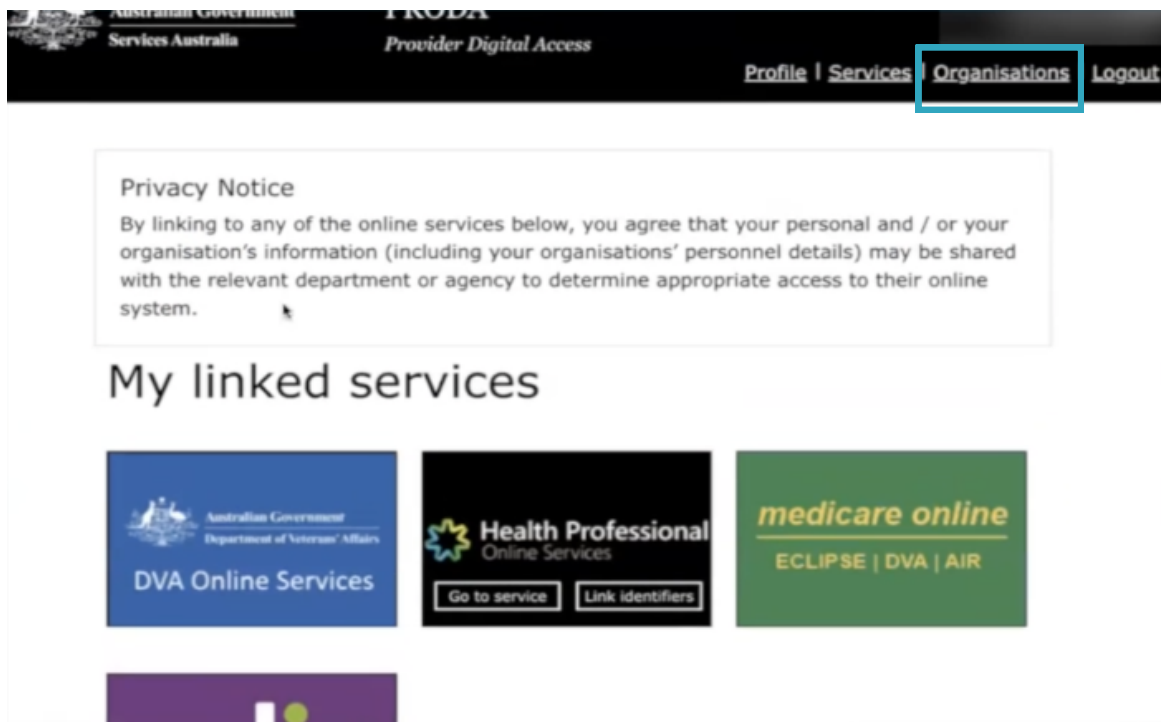 Australian Government
Services Australia
PRODA
Provider Digital Access
Profile | Services | Organisations Logout
Privacy Notice
By linking to any of the online services below, you agree that your personal and / or your
organisation's information (including your organisations' personnel details) may be shared
with the relevant department or agency to determine appropriate access to their online
system.
My linked services
Australian Government
Department of Veterans' Affairs
DVA Online Services
Health Professional
Online Services
Go to service
Link identifiers
medicare online
ECLIPSE | DVA | AIR